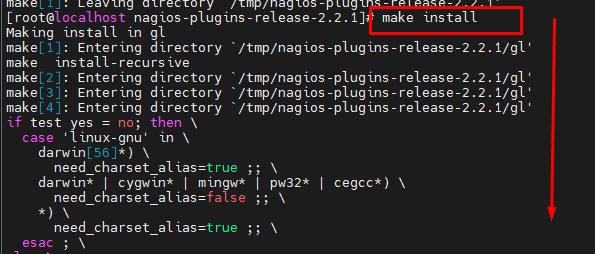 make[1]: Leaving directory `/tmp/nagios-plugins-release-2.2.1'
[root@localhost nagios-plugins-release-2.2.1]# make install
Making install in gl
make[1]: Entering directory `/tmp/nagios-plugins-release-2.2.1/gl'
make  install-recursive
make[2]: Entering directory `/tmp/nagios-plugins-release-2.2.1/gl'
make[3]: Entering directory `/tmp/nagios-plugins-release-2.2.1/gl'
make[4]: Entering directory `/tmp/nagios-plugins-release-2.2.1/gl'
if test yes = no; then \
  case 'linux-gnu' in \
    darwin[56]*) \
      need_charset_alias=true ;; \
    darwin* | cygwin* | mingw* | pw32* | cegcc*) \
      need_charset_alias=false ;; \
    *) \
      need_charset_alias=true ;; \
  esac ; \